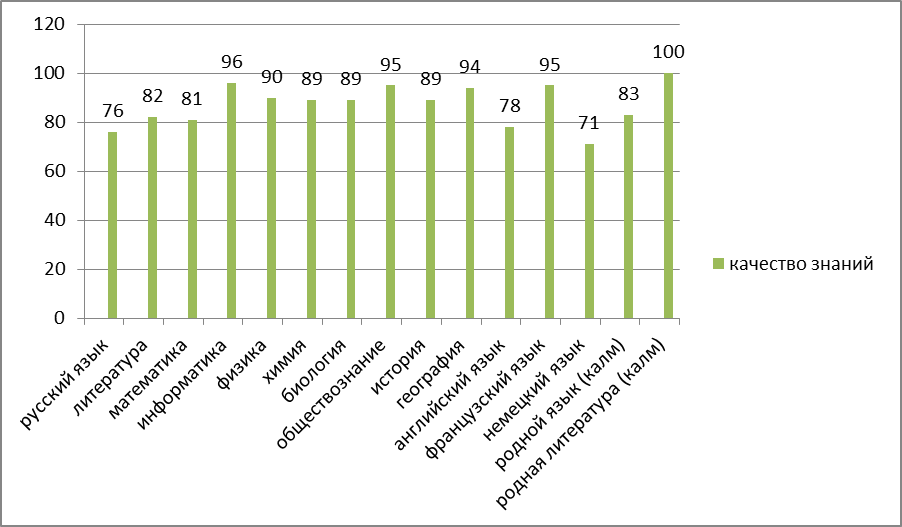 120
100
80
60
40
20
0
76
82
81
96
90
89
89
95
89
94
78
95
71
83
100
русский язык
литература
математика
информатика
физика
химия
биология
обществознание
история
география
английский язык
французский язык
немецкий язык
родной язык (калм)
родная литература (калм)
качество знаний